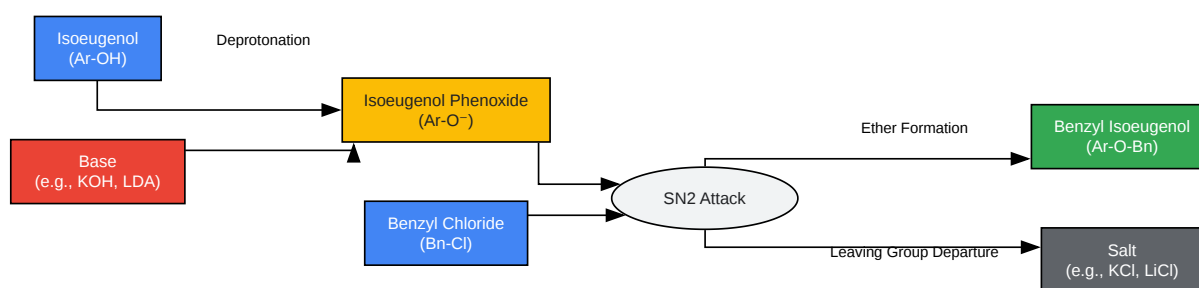 Isoeugenol
(Ar-OH)
Deprotonation
Base
(e.g., KOH, LDA)
Isoeugenol Phenoxide
(Ar-O⁻)
Benzyl Chloride
(Bn-Cl)
SN2 Attack
Ether Formation
Benzyl Isoeugenol
(Ar-O-Bn)
Leaving Group Departure
Salt
(e.g., KCl, LiCl)